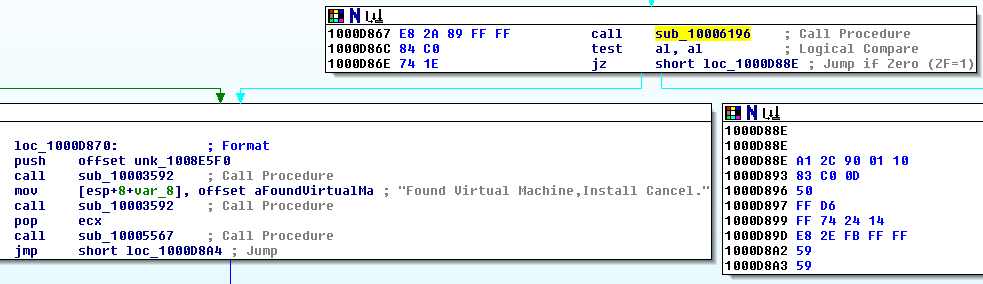 1000D867 E8 2A 89 FF FF call sub_10006196 ; Call Procedure
1000D86C 84 C0 test al, al ; Logical Compare
1000D86E 74 1E jz short loc_1000D88E ; Jump if Zero (ZF=1)
loc_1000D870: ; Format
push offset unk_1008E5F0
call sub_10003592 ; Call Procedure
mov [esp+8+var_8], offset aFoundVirtualMa ; "Found Virtual Machine,Install Cancel."
call sub_10003592 ; Call Procedure
pop ecx
call sub_10005567 ; Call Procedure
jmp short loc_1000D8A4 ; Jump
1000D88E
1000D88E
1000D88E A1 2C 90 01 10
1000D893 83 C0 0D
1000D896 50
1000D897 FF D6
1000D899 FF 74 24 14
1000D89D E8 2E FB FF FF
1000D8A2 59
1000D8A3 59